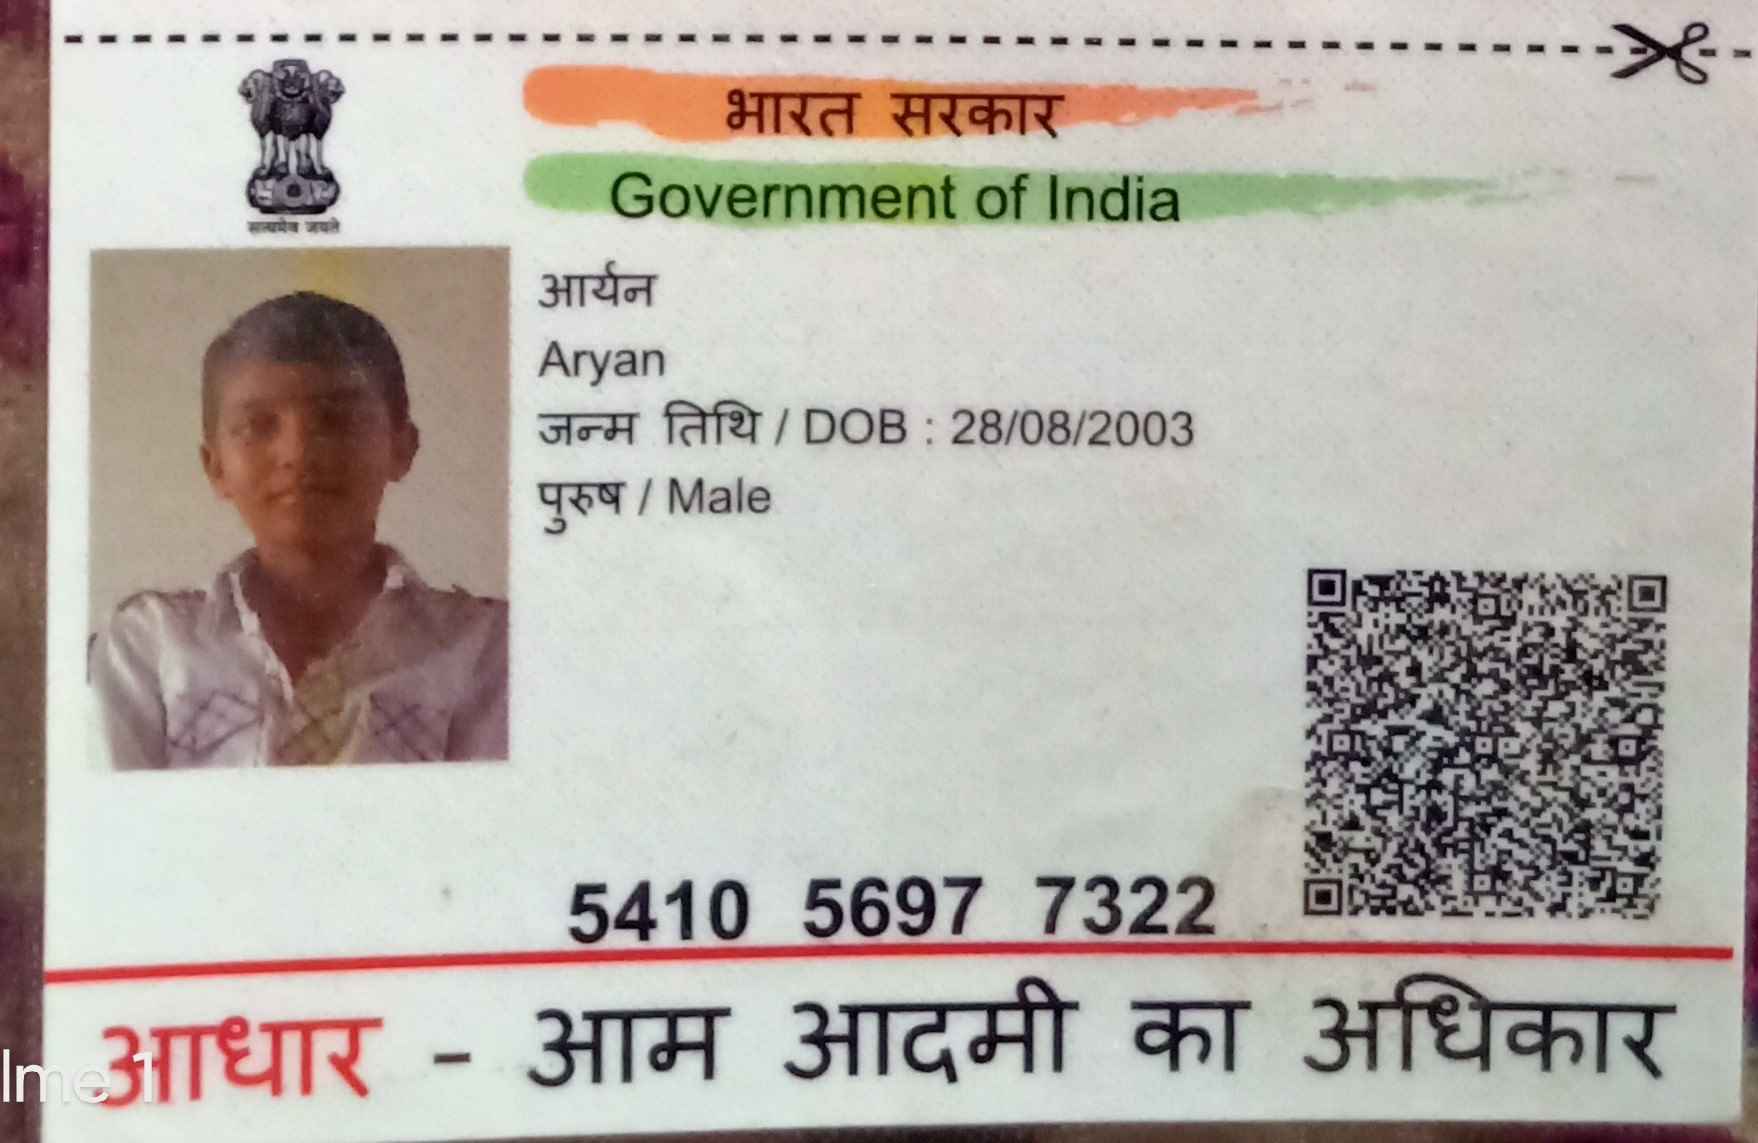 सत्यमेव जयते
भारत सरकार
Government of India
आर्यन
Aryan
जन्म तिथि / DOB : 28/08/2003
पुरुष / Male
5410 5697 7322
आधार - आम आदमी का अधिकार
lme 1